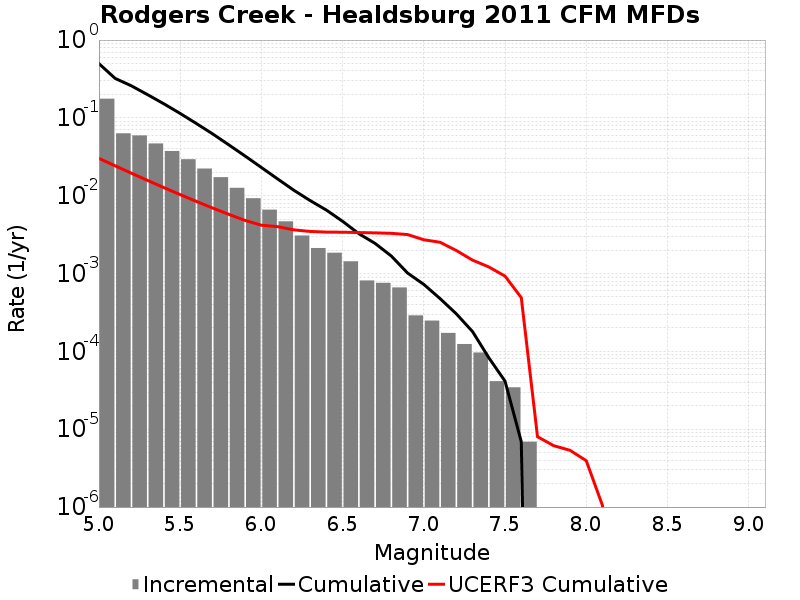 Rodgers Creek - Healdsburg 2011 CFM MFDs
10^0
10^-1
10^-2
10^-3
10^-4
10^-5
10^-6
Rate (1/yr)
5.0 5.5 6.0 6.5 7.0 7.5 8.0 8.5 9.0
Magnitude
Incremental Cumulative UCERF3 Cumulative